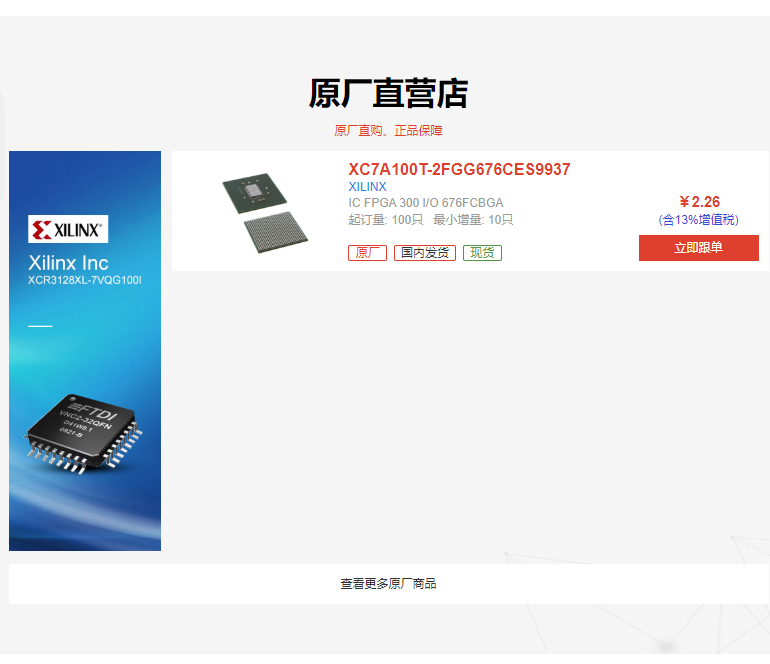 原厂直营店
原厂直购、正品保障
XILINX®
Xilinx Inc
XCR3128XL-7VQG100I
FTDI
VNC2-32QFN
D41W8.1
0821-B
XC7A100T-2FGG676CES9937
XILINX
IC FPGA 300 I/O 676FCBGA
起订量: 100只 最小增量: 10只
原厂 国内发货 现货
¥2.26
(含13%增值税)
立即跟单
查看更多原厂商品